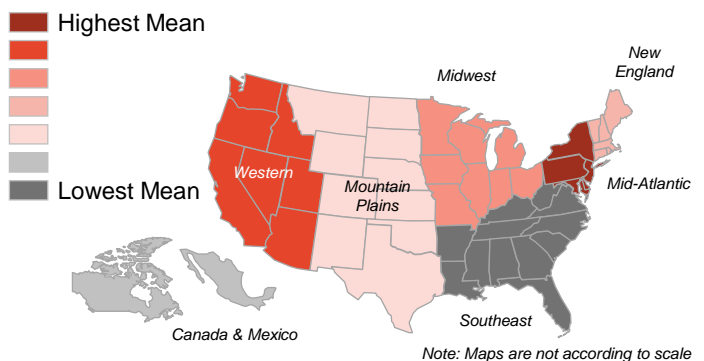 Highest Mean
New
England
Midwest
Western
Mountain
Plains
Lowest Mean
Mid-Atlantic
Southeast
Canada & Mexico
Note: Maps are not according to scale